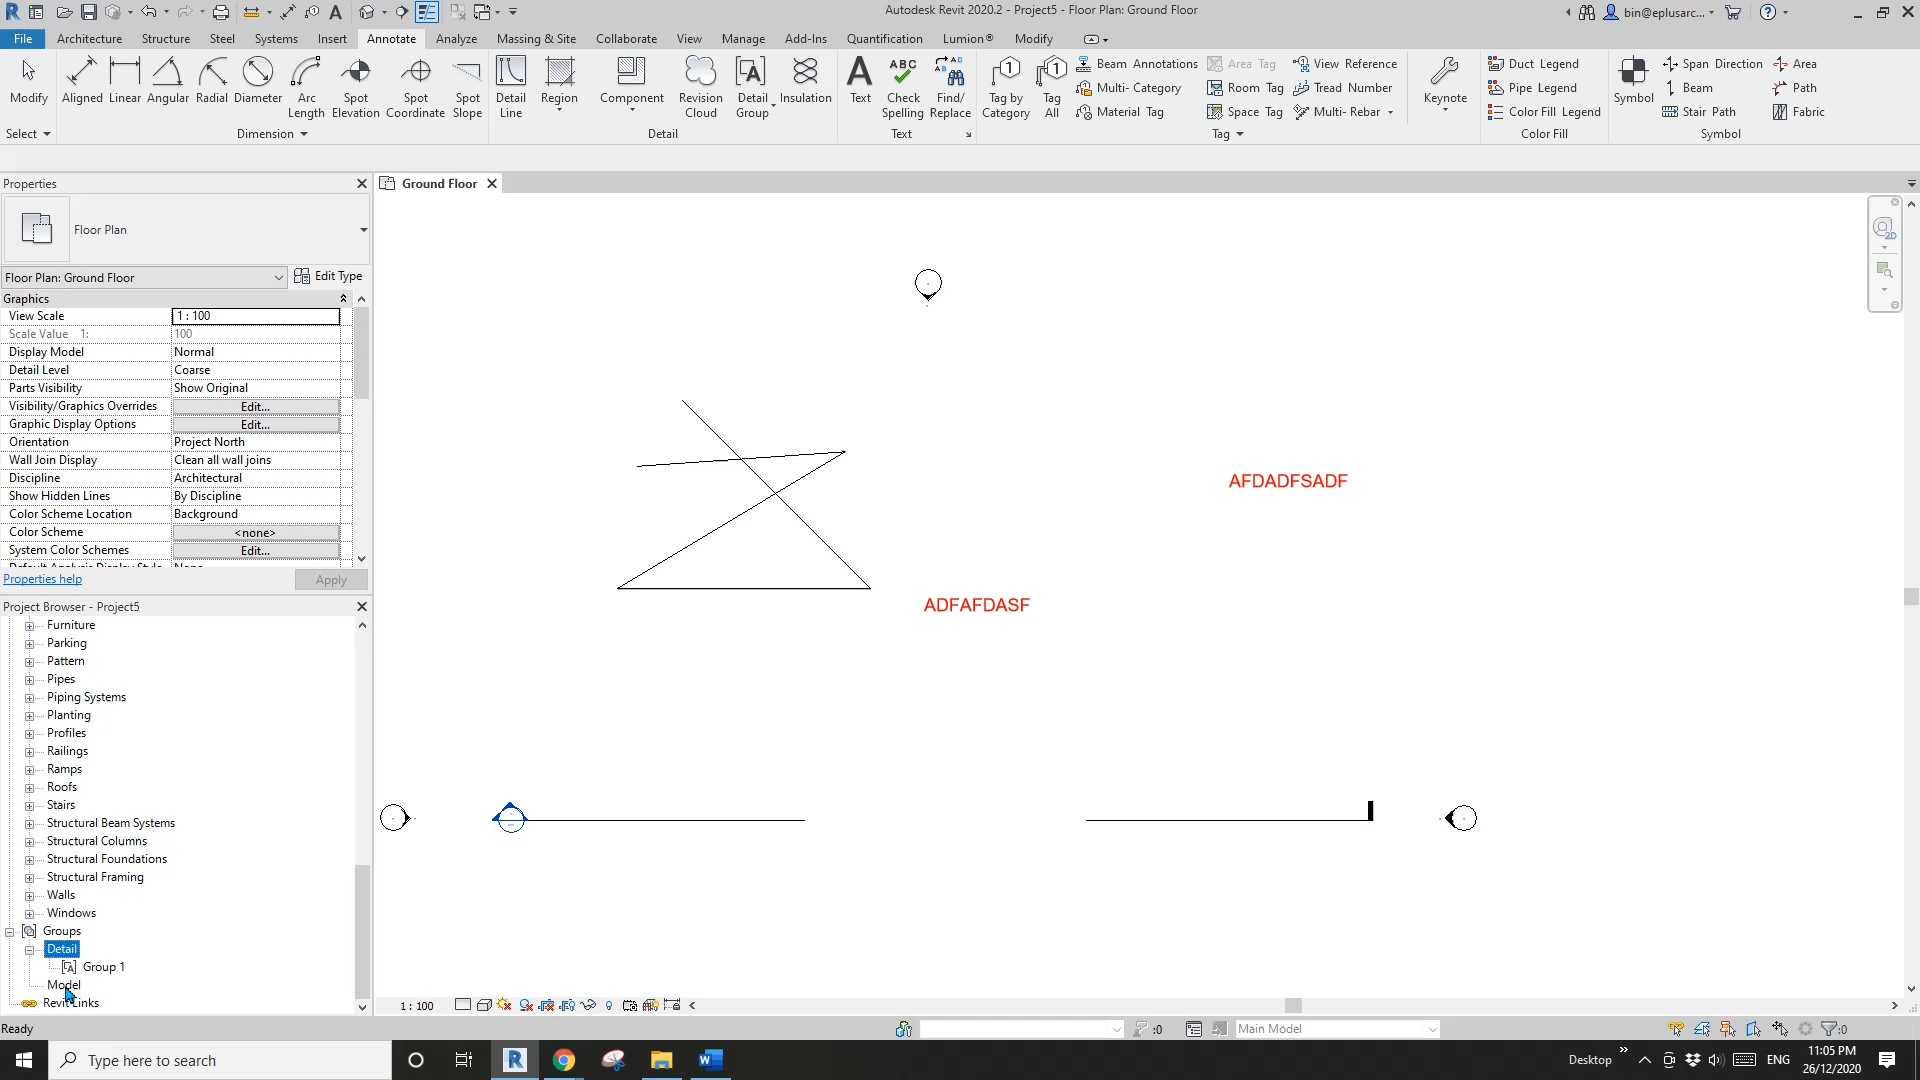 Autodesk Revit 2020.2 - Project5 - Floor Plan: Ground Floor
bin@eplusarc...
File Architecture Structure Steel Systems Insert Annotate Analyze Massing & Site Collaborate View Manage Add-Ins Quantification Lumion® Modify
Modify Aligned Linear Angular Radial Diameter Arc Length Spot Elevation Spot Coordinate Spot Slope
Detail Line Region Component Revision Cloud Detail Group Insulation
Text ABC Check Spelling Find/ Replace
Tag by Category Tag All Beam Annotations Multi- Category Material Tag
Area Tag Room Tag Space Tag View Reference Tread Number Multi- Rebar
Keynote
Duct Legend Pipe Legend Color Fill Legend
Symbol Span Direction Beam Stair Path Area Path Fabric
Select Dimension Detail Text Tag Color Fill Symbol
Properties
Ground Floor
Floor Plan
Floor Plan: Ground Floor Edit Type
Graphics
View Scale 1 : 100
Scale Value 1: 100
Display Model Normal
Detail Level Coarse
Parts Visibility Show Original
Visibility/Graphics Overrides Edit...
Graphic Display Options Edit...
Orientation Project North
Wall Join Display Clean all wall joins
Discipline Architectural
Show Hidden Lines By Discipline
Color Scheme Location Background
Color Scheme <none>
System Color Schemes Edit...
Properties help Apply
AFDADFSADF
ADFAFDASF
Project Browser - Project5
Furniture
Parking
Pattern
Pipes
Piping Systems
Planting
Profiles
Railings
Ramps
Roofs
Stairs
Structural Beam Systems
Structural Columns
Structural Foundations
Structural Framing
Walls
Windows
Groups
Detail
Group 1
Model
Revit Links
1 : 100
Ready
:0
Main Model
:0
Type here to search
Desktop
ENG
11:05 PM
26/12/2020